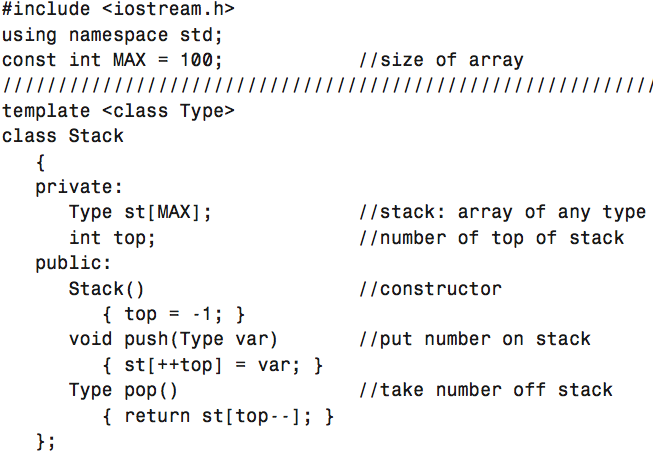 #include <iostream.h>
using namespace std;
const int MAX = 100;            //size of array
////////////////////////////////////////////////////////////
template <class Type>
class Stack
   {
   private:
      Type st[MAX];             //stack: array of any type
      int top;                  //number of top of stack
   public:
      Stack()                   //constructor
         { top = -1; }
      void push(Type var)       //put number on stack
         { st[++top] = var; }
      Type pop()                //take number off stack
         { return st[top--]; }
   };